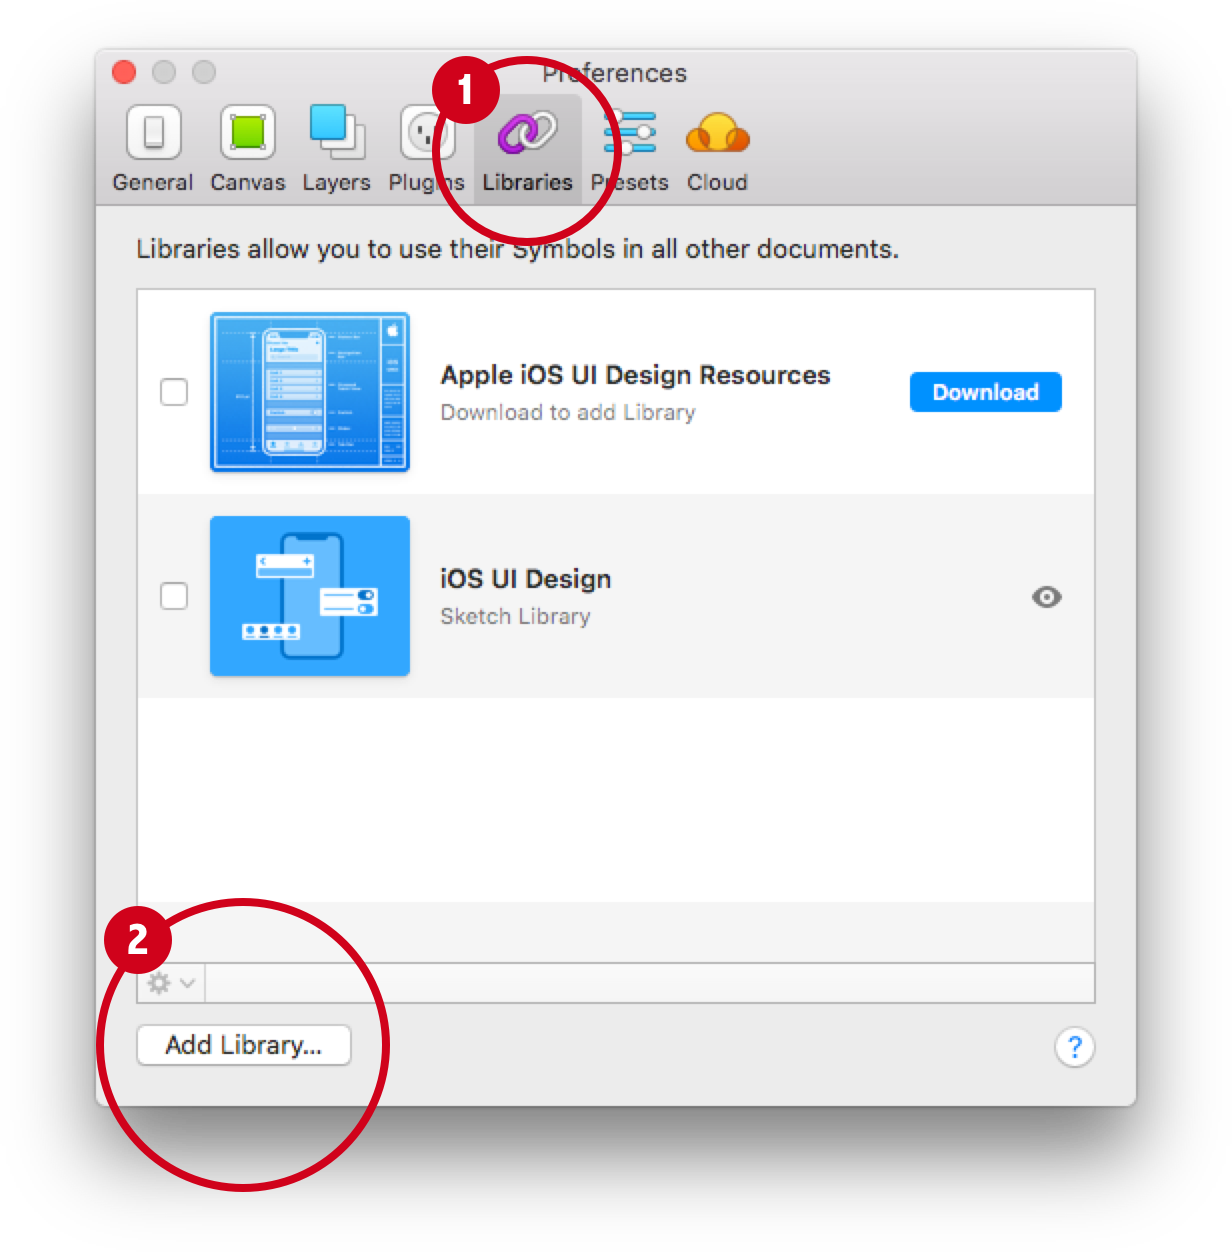 1
Preferences
General Canvas Layers Plugins Libraries Presets Cloud
Libraries allow you to use their Symbols in all other documents.
Apple iOS UI Design Resources
Download to add Library
Download
iOS UI Design
Sketch Library
2
Add Library...
?